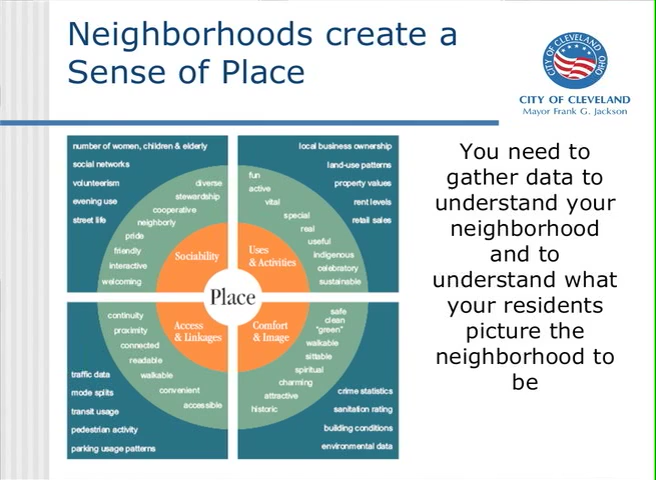 Neighborhoods create a
Sense of Place
CITY OF CLEVELAND
OHIO
CITY OF CLEVELAND
Mayor Frank G. Jackson
number of women, children & elderly
social networks
volunteerism
evening use
street life
diverse
stewardship
cooperative
neighborly
pride
friendly
interactive
welcoming
Sociability
local business ownership
land-use patterns
property values
rent levels
retail sales
fun
active
vital
special
real
useful
indigenous
celebratory
sustainable
Uses
& Activities
Place
continuity
proximity
connected
readable
walkable
convenient
accessible
Access
& Linkages
traffic data
mode splits
transit usage
pedestrian activity
parking usage patterns
Comfort
& Image
safe
clean
"green"
walkable
sittable
spiritual
charming
attractive
historic
crime statistics
sanitation rating
building conditions
environmental data
You need to
gather data to
understand your
neighborhood
and to
understand what
your residents
picture the
neighborhood to
be